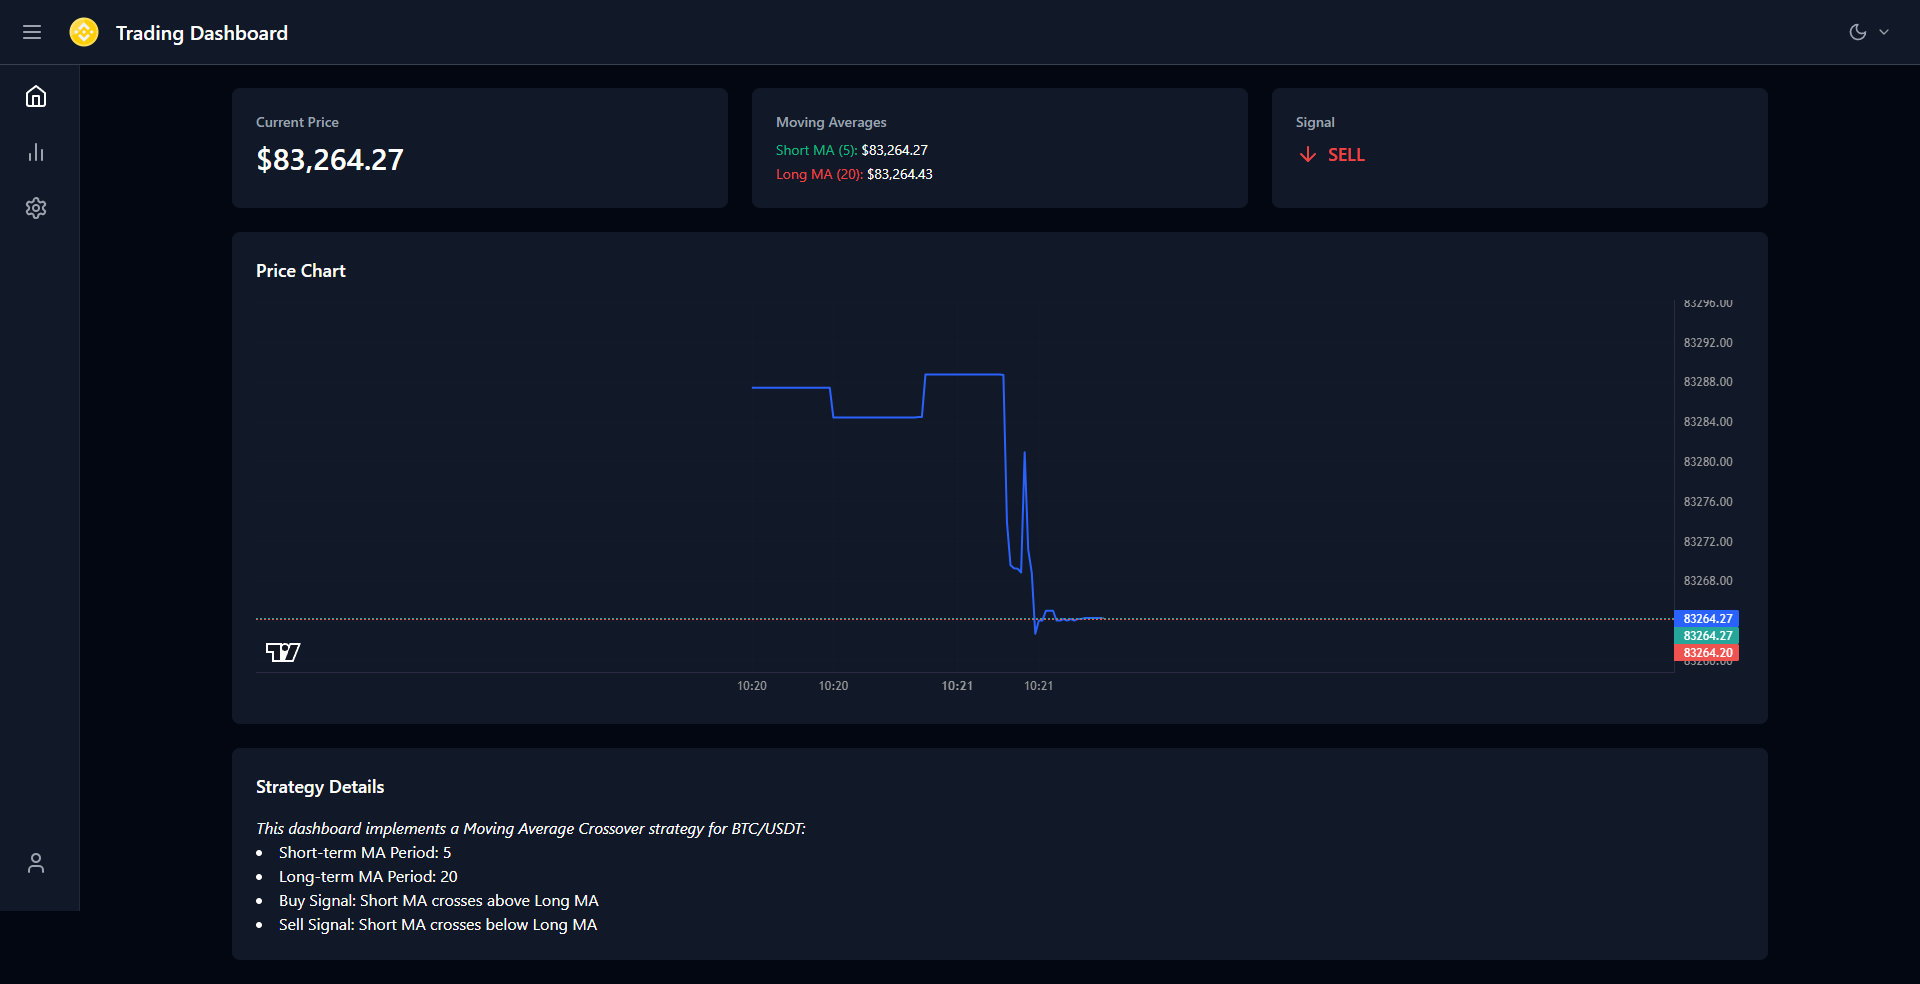 Trading Dashboard
Current Price
$83,264.27
Moving Averages
Short MA (5): $83,264.27
Long MA (20): $83,264.43
Signal
SELL
Price Chart
83296.00
83292.00
83288.00
83284.00
83280.00
83276.00
83272.00
83268.00
83264.27
83264.27
83264.20
83260.00
10:20
10:20
10:21
10:21
Strategy Details
This dashboard implements a Moving Average Crossover strategy for BTC/USDT:
• Short-term MA Period: 5
• Long-term MA Period: 20
• Buy Signal: Short MA crosses above Long MA
• Sell Signal: Short MA crosses below Long MA